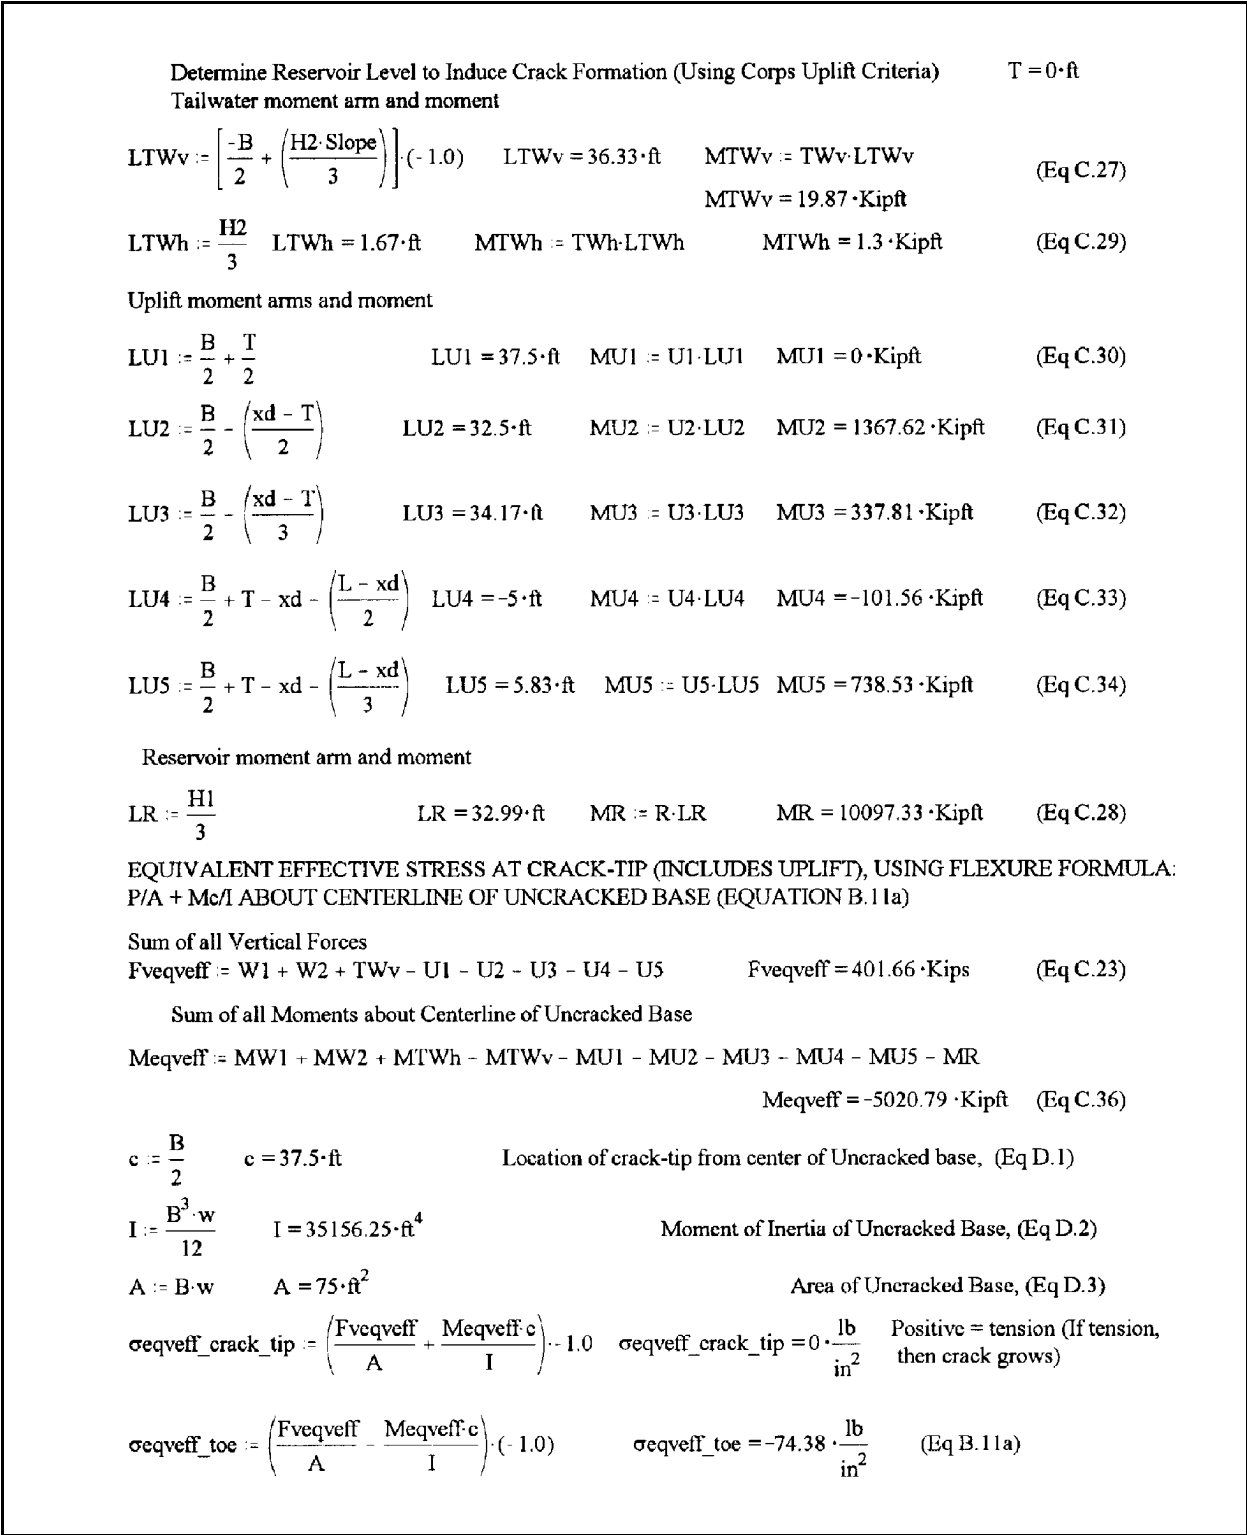 Determine Reservoir Level to Induce Crack Formation (Using Corps Uplift Criteria) T = 0·ft
Tailwater moment arm and moment
LTWv := [-B/2 + (H2·Slope/3)]·(-1.0) LTWv = 36.33·ft MTWv := TWv·LTWv (Eq C.27)
MTWv = 19.87·Kipft
LTWh := H2/3 LTWh = 1.67·ft MTWh := TWh·LTWh MTWh = 1.3·Kipft (Eq C.29)
Uplift moment arms and moment
LU1 := B/2 + T/2 LU1 = 37.5·ft MU1 := U1·LU1 MU1 = 0·Kipft (Eq C.30)
LU2 := B/2 - (xd - T/2) LU2 = 32.5·ft MU2 := U2·LU2 MU2 = 1367.62·Kipft (Eq C.31)
LU3 := B/2 - (xd - T/3) LU3 = 34.17·ft MU3 := U3·LU3 MU3 = 337.81·Kipft (Eq C.32)
LU4 := B/2 + T - xd - (L - xd/2) LU4 = -5·ft MU4 := U4·LU4 MU4 = -101.56·Kipft (Eq C.33)
LU5 := B/2 + T - xd - (L - xd/3) LU5 = 5.83·ft MU5 := U5·LU5 MU5 = 738.53·Kipft (Eq C.34)
Reservoir moment arm and moment
LR := H1/3 LR = 32.99·ft MR := R·LR MR = 10097.33·Kipft (Eq C.28)
EQUIVALENT EFFECTIVE STRESS AT CRACK-TIP (INCLUDES UPLIFT), USING FLEXURE FORMULA:
P/A + Mc/I ABOUT CENTERLINE OF UNCRACKED BASE (EQUATION B.11a)
Sum of all Vertical Forces
Fveqveff := W1 + W2 + TWv - U1 - U2 - U3 - U4 - U5 Fveqveff = 401.66·Kips (Eq C.23)
Sum of all Moments about Centerline of Uncracked Base
Meqveff := MW1 + MW2 + MTWh - MTWv - MU1 - MU2 - MU3 - MU4 - MU5 - MR
Meqveff = -5020.79·Kipft (Eq C.36)
c := B/2 c = 37.5·ft Location of crack-tip from center of Uncracked base, (Eq D.1)
I := B³·w/12 I = 35156.25·ft⁴ Moment of Inertia of Uncracked Base, (Eq D.2)
A := B·w A = 75·ft² Area of Uncracked Base, (Eq D.3)
σeqveff_crack_tip := (Fveqveff/A + Meqveff·c/I)·-1.0 σeqveff_crack_tip = 0·lb/in² Positive = tension (If tension,
then crack grows)
σeqveff_toe := (Fveqveff/A - Meqveff·c/I)·(-1.0) σeqveff_toe = -74.38·lb/in² (Eq B.11a)